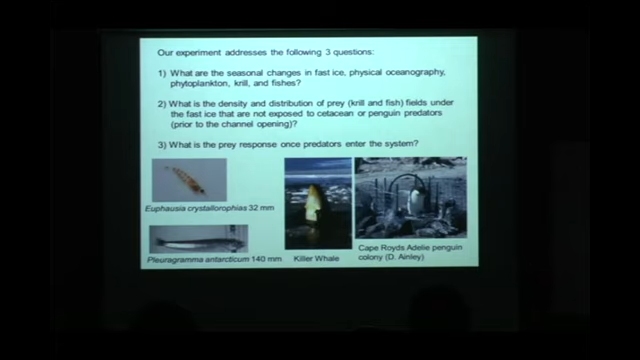 Our experiment addresses the following 3 questions:
1) What are the seasonal changes in fast ice, physical oceanography,
phytoplankton, krill, and fishes?
2) What is the density and distribution of prey (krill and fish) fields under
the fast ice that are not exposed to cetacean or penguin predators
(prior to the channel opening)?
3) What is the prey response once predators enter the system?
Euphausia crystallorophias 32 mm
Pleuragramma antarcticum 140 mm
Killer Whale
Cape Royds Adelie penguin
colony (D. Ainley)